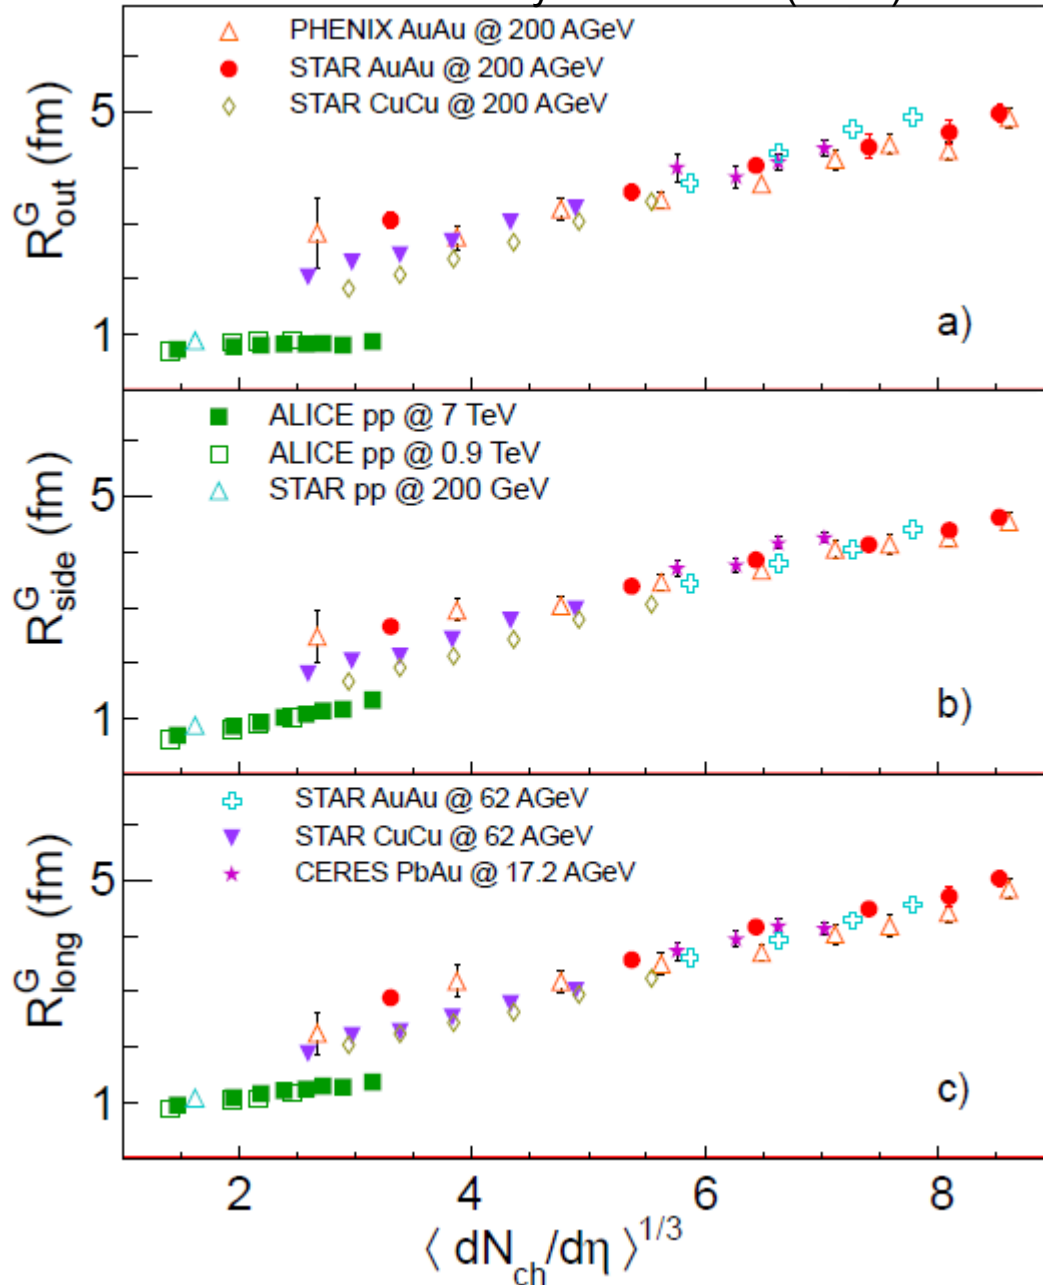 PHENIX AuAu @ 200 AGeV
STAR AuAu @ 200 AGeV
STAR CuCu @ 200 AGeV
5
R^G_out (fm)
1
a)
ALICE pp @ 7 TeV
ALICE pp @ 0.9 TeV
STAR pp @ 200 GeV
5
R^G_side (fm)
1
b)
STAR AuAu @ 62 AGeV
STAR CuCu @ 62 AGeV
CERES PbAu @ 17.2 AGeV
5
R^G_long (fm)
1
c)
2 4 6 8
⟨ dN_ch/dη ⟩^1/3